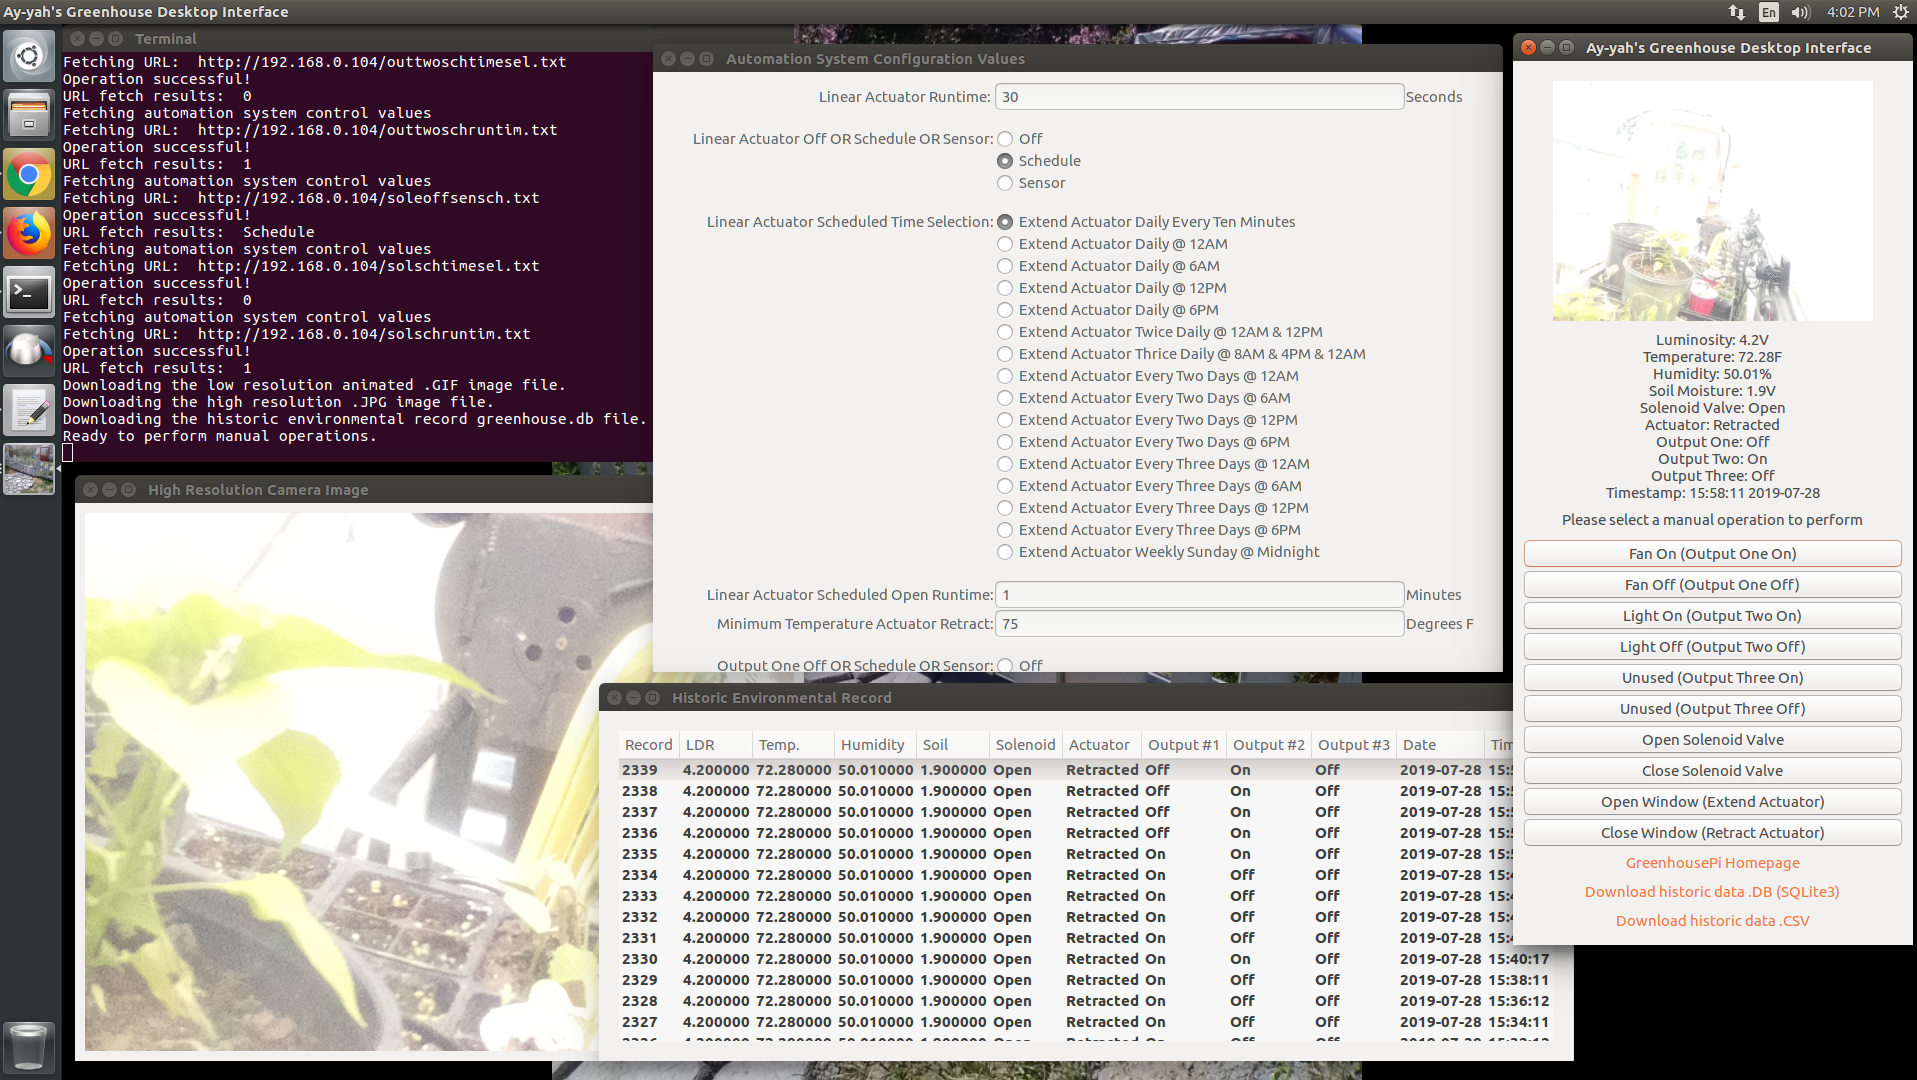 Ay-yah's Greenhouse Desktop Interface
En
4:02 PM
Terminal
Fetching URL:  http://192.168.0.104/outtwoschtimesel.txt
Operation successful!
URL fetch results:  0
Fetching automation system control values
Fetching URL:  http://192.168.0.104/outtwoschruntim.txt
Operation successful!
URL fetch results:  1
Fetching automation system control values
Fetching URL:  http://192.168.0.104/soleoffsensch.txt
Operation successful!
URL fetch results:  Schedule
Fetching automation system control values
Fetching URL:  http://192.168.0.104/solschtimesel.txt
Operation successful!
URL fetch results:  0
Fetching automation system control values
Fetching URL:  http://192.168.0.104/solschruntim.txt
Operation successful!
URL fetch results:  1
Downloading the low resolution animated .GIF image file.
Downloading the high resolution .JPG image file.
Downloading the historic environmental record greenhouse.db file.
Ready to perform manual operations.
High Resolution Camera Image
Automation System Configuration Values
Linear Actuator Runtime: 30 Seconds
Linear Actuator Off OR Schedule OR Sensor: Off
Schedule
Sensor
Linear Actuator Scheduled Time Selection: Extend Actuator Daily Every Ten Minutes
Extend Actuator Daily @ 12AM
Extend Actuator Daily @ 6AM
Extend Actuator Daily @ 12PM
Extend Actuator Daily @ 6PM
Extend Actuator Twice Daily @ 12AM & 12PM
Extend Actuator Thrice Daily @ 8AM & 4PM & 12AM
Extend Actuator Every Two Days @ 12AM
Extend Actuator Every Two Days @ 6AM
Extend Actuator Every Two Days @ 12PM
Extend Actuator Every Two Days @ 6PM
Extend Actuator Every Three Days @ 12AM
Extend Actuator Every Three Days @ 6AM
Extend Actuator Every Three Days @ 12PM
Extend Actuator Every Three Days @ 6PM
Extend Actuator Weekly Sunday @ Midnight
Linear Actuator Scheduled Open Runtime: 1 Minutes
Minimum Temperature Actuator Retract: 75 Degrees F
Output One Off OR Schedule OR Sensor: Off
Historic Environmental Record
Record LDR Temp. Humidity Soil Solenoid Actuator Output #1 Output #2 Output #3 Date Tim
2339 4.200000 72.280000 50.010000 1.900000 Open Retracted Off On Off 2019-07-28 15:5
2338 4.200000 72.280000 50.010000 1.900000 Open Retracted Off On Off 2019-07-28 15:5
2337 4.200000 72.280000 50.010000 1.900000 Open Retracted Off On Off 2019-07-28 15:5
2336 4.200000 72.280000 50.010000 1.900000 Open Retracted Off On Off 2019-07-28 15:5
2335 4.200000 72.280000 50.010000 1.900000 Open Retracted On On Off 2019-07-28 15:5
2334 4.200000 72.280000 50.010000 1.900000 Open Retracted On Off Off 2019-07-28 15:4
2333 4.200000 72.280000 50.010000 1.900000 Open Retracted On Off Off 2019-07-28 15:4
2332 4.200000 72.280000 50.010000 1.900000 Open Retracted On Off Off 2019-07-28 15:4
2331 4.200000 72.280000 50.010000 1.900000 Open Retracted On Off Off 2019-07-28 15:4
2330 4.200000 72.280000 50.010000 1.900000 Open Retracted On On Off 2019-07-28 15:40:17
2329 4.200000 72.280000 50.010000 1.900000 Open Retracted On Off Off 2019-07-28 15:38:11
2328 4.200000 72.280000 50.010000 1.900000 Open Retracted On Off Off 2019-07-28 15:36:12
2327 4.200000 72.280000 50.010000 1.900000 Open Retracted On Off Off 2019-07-28 15:34:11
Ay-yah's Greenhouse Desktop Interface
Luminosity: 4.2V
Temperature: 72.28F
Humidity: 50.01%
Soil Moisture: 1.9V
Solenoid Valve: Open
Actuator: Retracted
Output One: Off
Output Two: On
Output Three: Off
Timestamp: 15:58:11 2019-07-28
Please select a manual operation to perform
Fan On (Output One On)
Fan Off (Output One Off)
Light On (Output Two On)
Light Off (Output Two Off)
Unused (Output Three On)
Unused (Output Three Off)
Open Solenoid Valve
Close Solenoid Valve
Open Window (Extend Actuator)
Close Window (Retract Actuator)
GreenhousePi Homepage
Download historic data .DB (SQLite3)
Download historic data .CSV